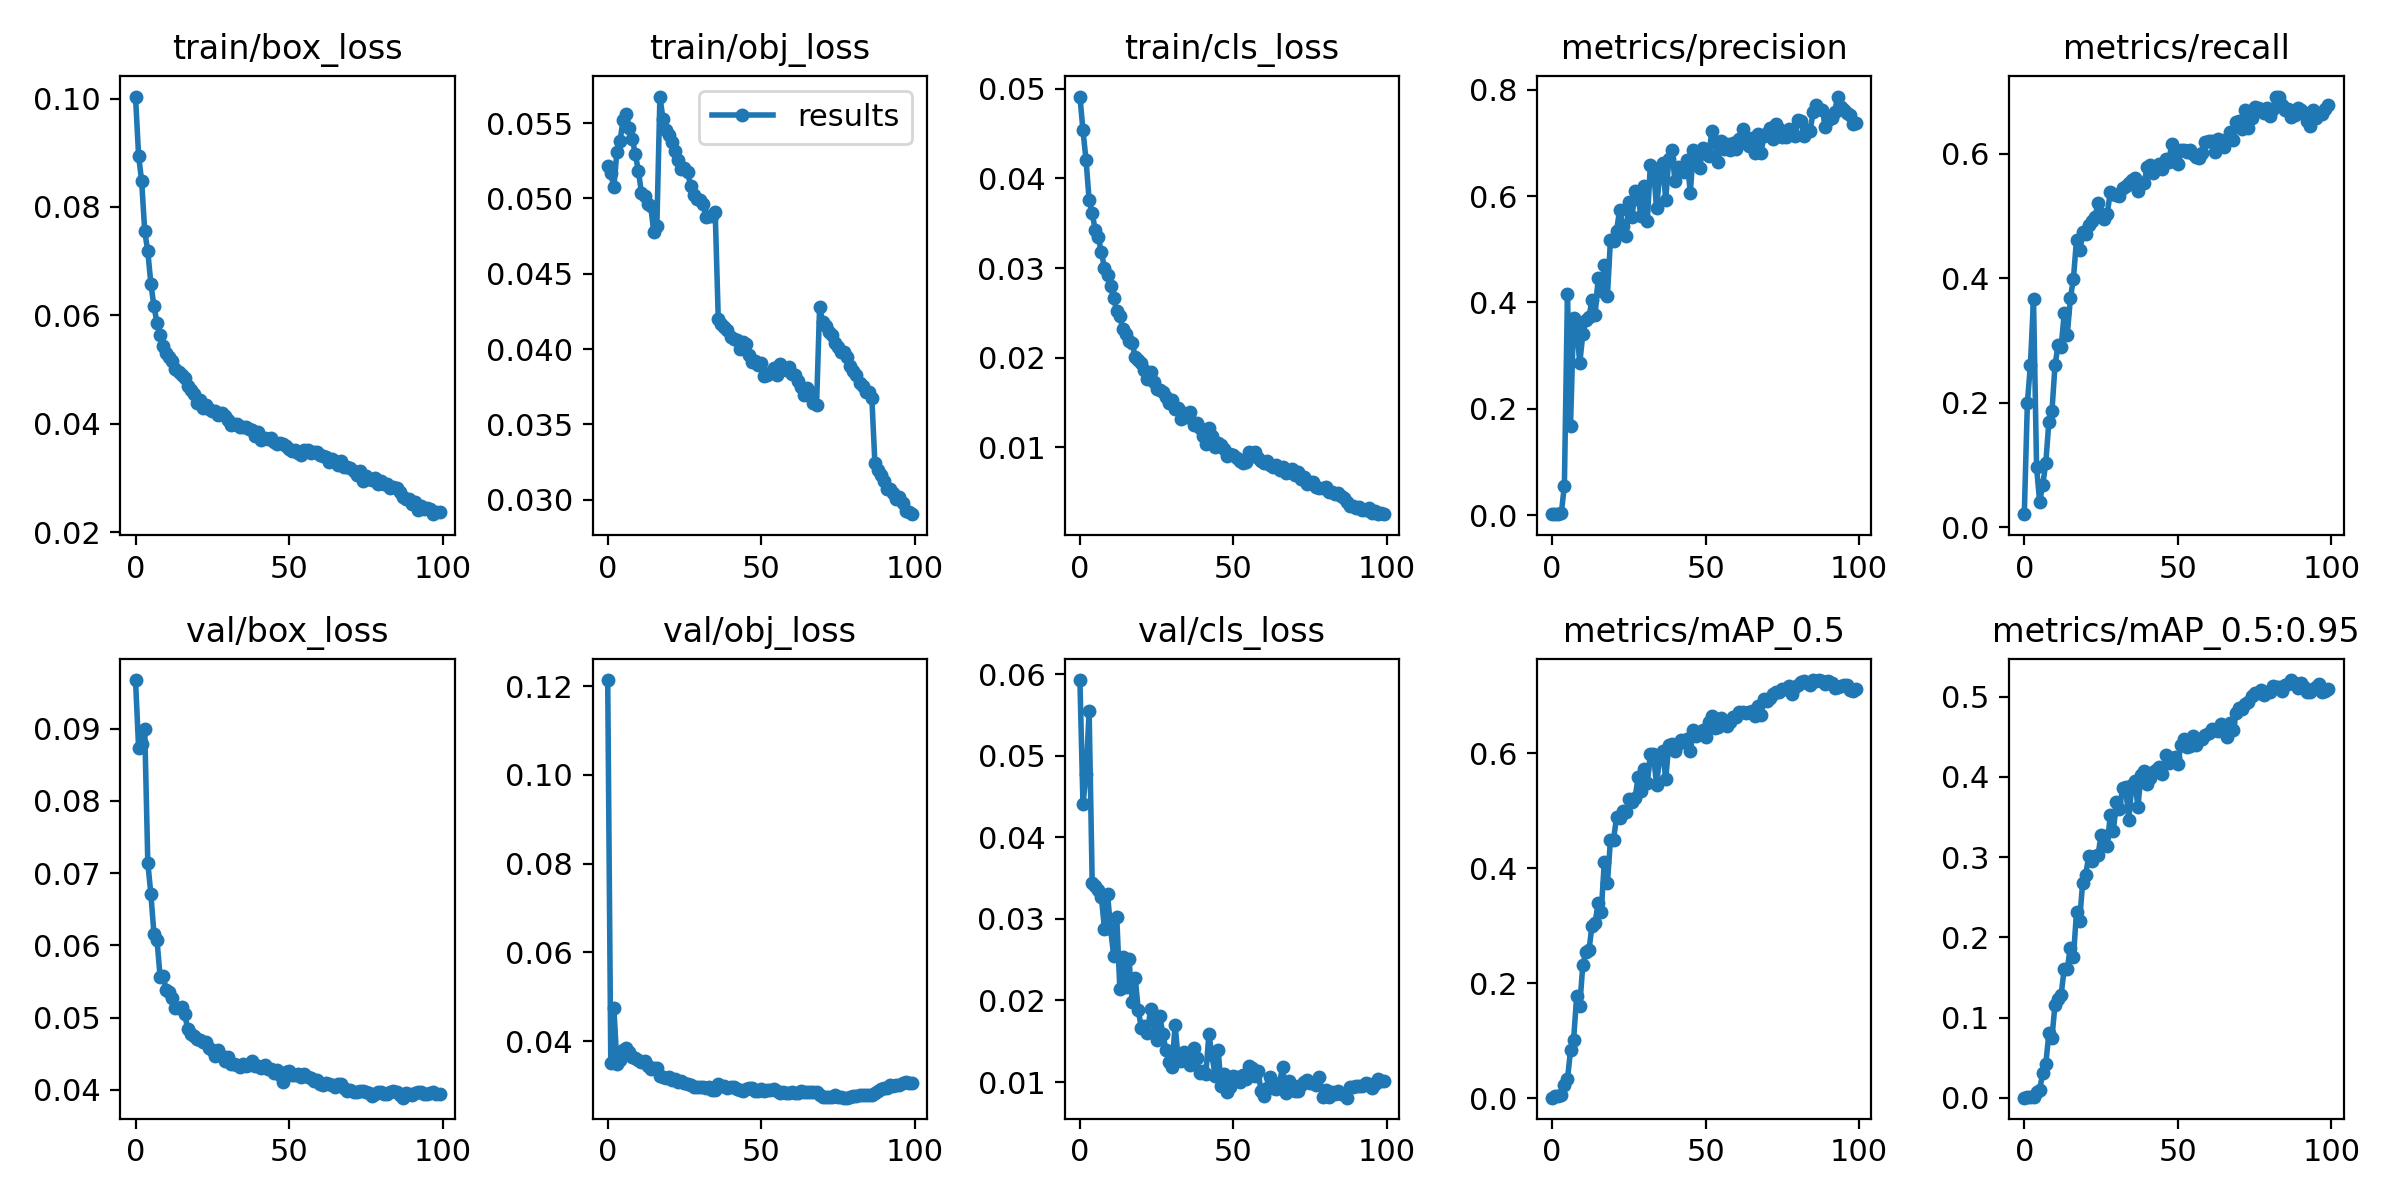 train/box_loss
0.10
0.08
0.06
0.04
0.02
0 50 100
train/obj_loss
results
0.055
0.050
0.045
0.040
0.035
0.030
0 50 100
train/cls_loss
0.05
0.04
0.03
0.02
0.01
0 50 100
metrics/precision
0.8
0.6
0.4
0.2
0.0
0 50 100
metrics/recall
0.6
0.4
0.2
0.0
0 50 100
val/box_loss
0.09
0.08
0.07
0.06
0.05
0.04
0 50 100
val/obj_loss
0.12
0.10
0.08
0.06
0.04
0 50 100
val/cls_loss
0.06
0.05
0.04
0.03
0.02
0.01
0 50 100
metrics/mAP_0.5
0.6
0.4
0.2
0.0
0 50 100
metrics/mAP_0.5:0.95
0.5
0.4
0.3
0.2
0.1
0.0
0 50 100